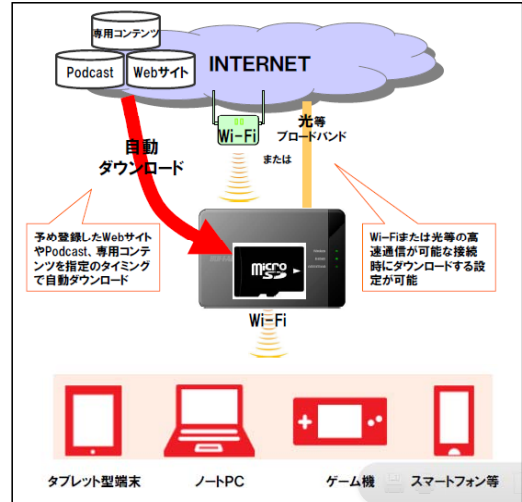 専用コンテンツ
Podcast
Webサイト
INTERNET
Wi-Fi
または
光等
ブロードバンド
自動
ダウンロード
予め登録したWebサイト
やPodcast、専用コンテ
ンツを指定のタイミング
で自動ダウンロード
Wi-Fiまたは光等の高
速通信が可能な接続
時にダウンロードする設
定が可能
micro
SD
Wi-Fi
タブレット型端末
ノートPC
ゲーム機
スマートフォン等